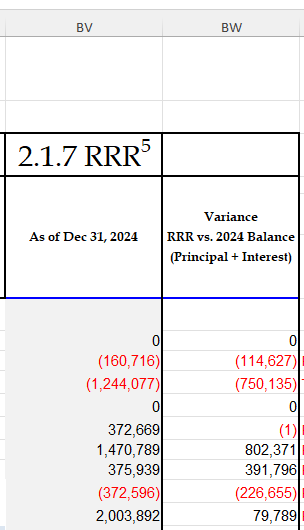 BV BW
2.1.7 RRR5
Variance
As of Dec 31, 2024 RRR vs. 2024 Balance
(Principal + Interest)
0 0
(160,716) (114,627)
(1,244,077) (750,135)
0 0
372,669 (1)
1,470,789 802,371
375,939 391,796
(372,596) (226,655)
2,003,892 79,789